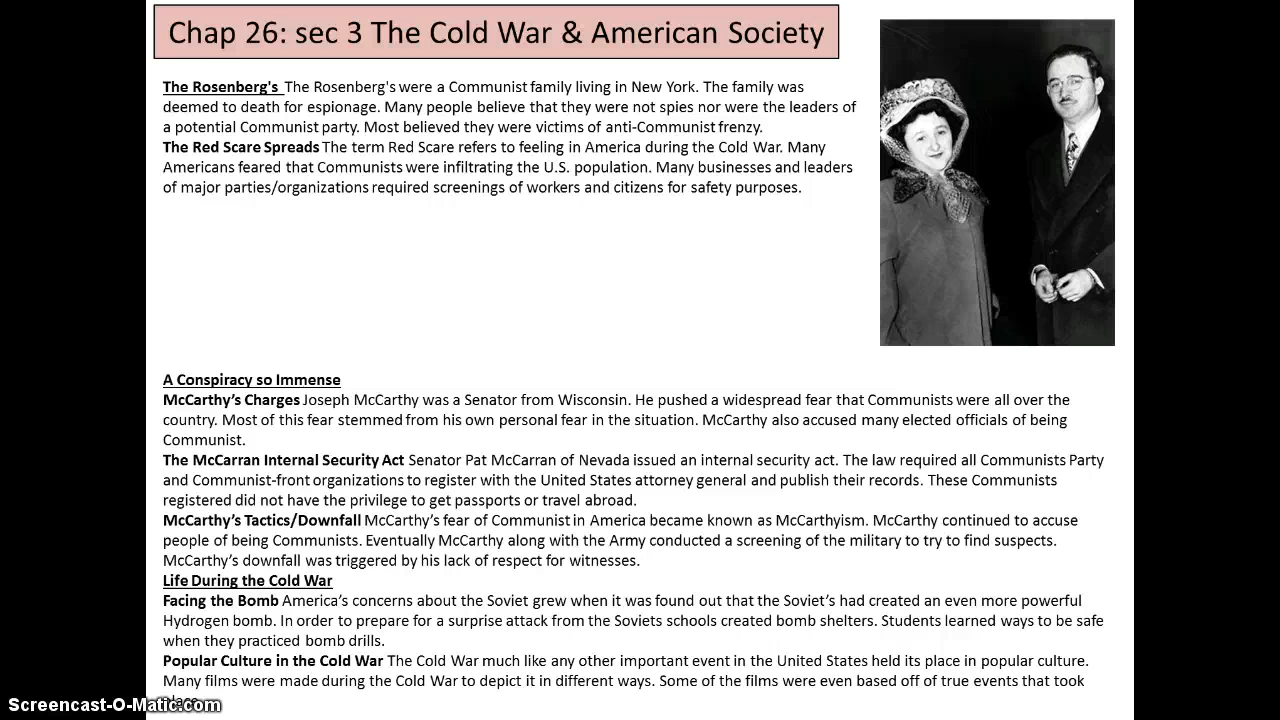 Chap 26: sec 3 The Cold War & American Society
The Rosenberg's The Rosenberg's were a Communist family living in New York. The family was
deemed to death for espionage. Many people believe that they were not spies nor were the leaders of
a potential Communist party. Most believed they were victims of anti-Communist frenzy.
The Red Scare Spreads The term Red Scare refers to feeling in America during the Cold War. Many
Americans feared that Communists were infiltrating the U.S. population. Many businesses and leaders
of major parties/organizations required screenings of workers and citizens for safety purposes.
A Conspiracy so Immense
McCarthy's Charges Joseph McCarthy was a Senator from Wisconsin. He pushed a widespread fear that Communists were all over the
country. Most of this fear stemmed from his own personal fear in the situation. McCarthy also accused many elected officials of being
Communist.
The McCarran Internal Security Act Senator Pat McCarran of Nevada issued an internal security act. The law required all Communists Party
and Communist-front organizations to register with the United States attorney general and publish their records. These Communists
registered did not have the privilege to get passports or travel abroad.
McCarthy's Tactics/Downfall McCarthy's fear of Communist in America became known as McCarthyism. McCarthy continued to accuse
people of being Communists. Eventually McCarthy along with the Army conducted a screening of the military to try to find suspects.
McCarthy's downfall was triggered by his lack of respect for witnesses.
Life During the Cold War
Facing the Bomb America's concerns about the Soviet grew when it was found out that the Soviet's had created an even more powerful
Hydrogen bomb. In order to prepare for a surprise attack from the Soviets schools created bomb shelters. Students learned ways to be safe
when they practiced bomb drills.
Popular Culture in the Cold War The Cold War much like any other important event in the United States held its place in popular culture.
Many films were made during the Cold War to depict it in different ways. Some of the films were even based off of true events that took
Screencast-O-Matic.com